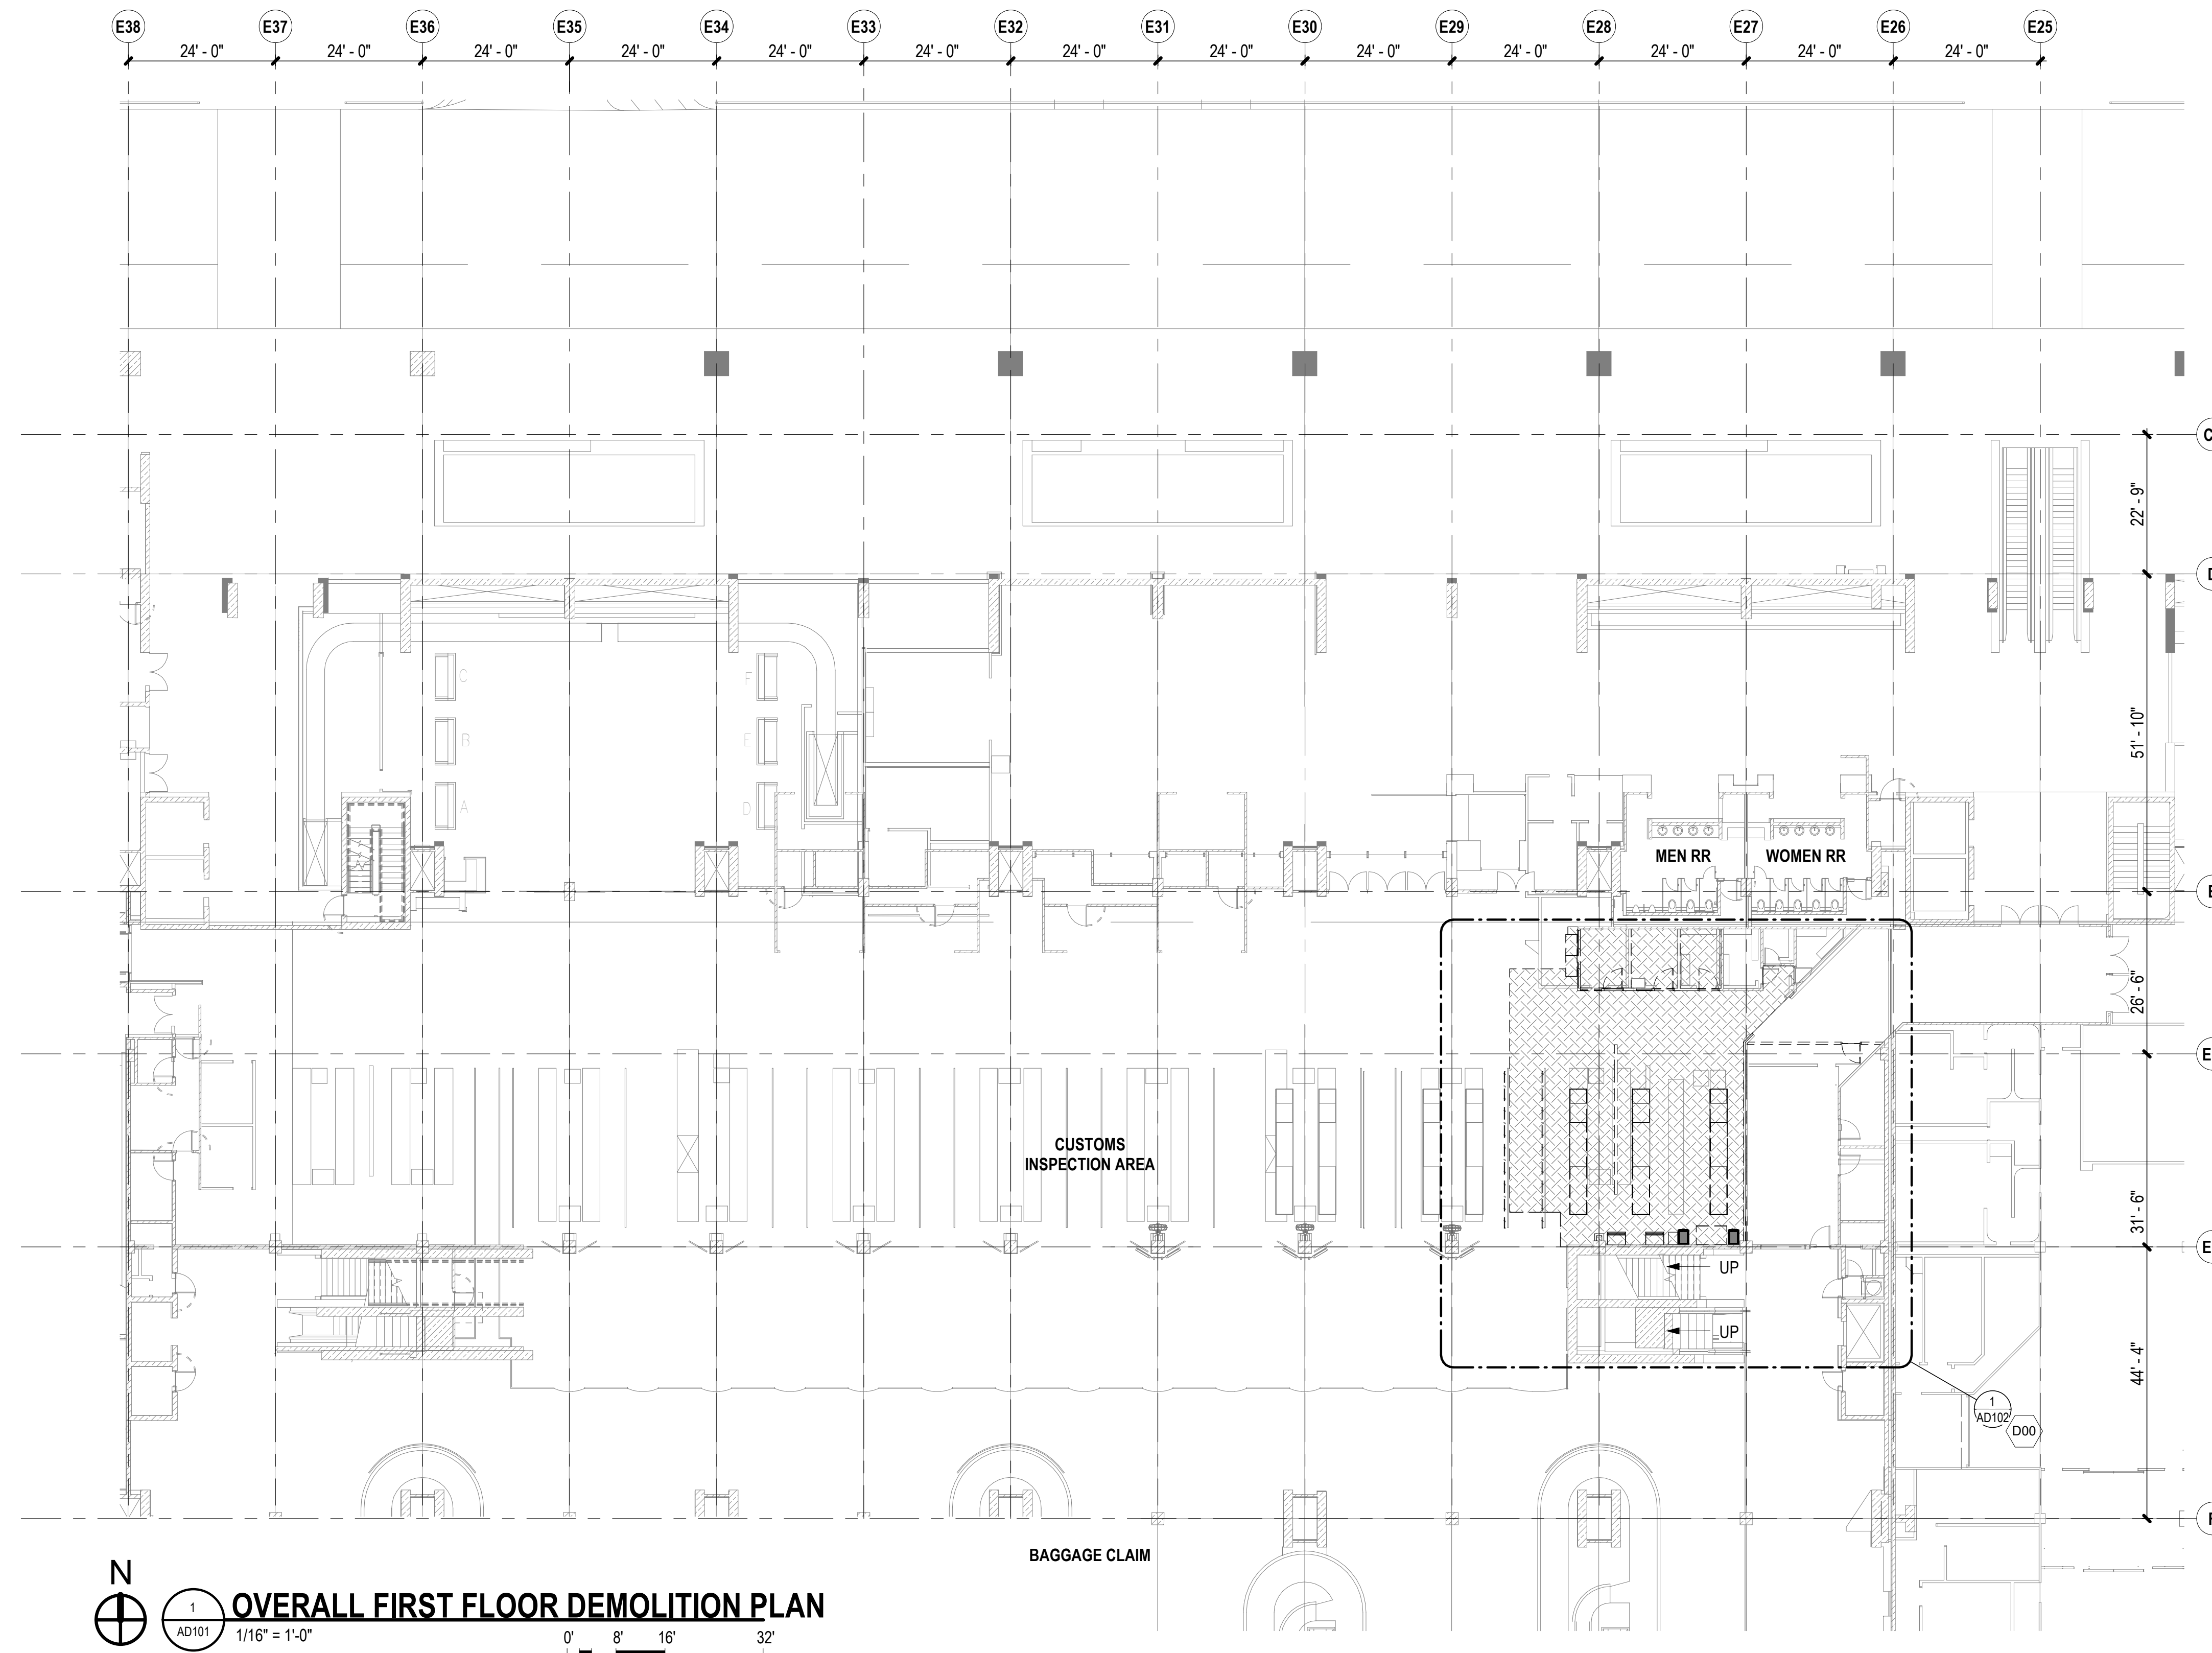 E38 E37 E36 E35 E34 E33 E32 E31 E30 E29 E28 E27 E26 E25
24' - 0" 24' - 0" 24' - 0" 24' - 0" 24' - 0" 24' - 0" 24' - 0" 24' - 0" 24' - 0" 24' - 0" 24' - 0" 24' - 0" 24' - 0"
C
22' - 9"
D
C F
51' - 10"
B E
A D
MEN RR WOMEN RR
E
26' - 6"
E
CUSTOMS
INSPECTION AREA
31' - 6"
E
UP
UP
44' - 4"
1
AD102
D00
F
BAGGAGE CLAIM
N
1
AD101
OVERALL FIRST FLOOR DEMOLITION PLAN
1/16" = 1'-0"
0' 8' 16' 32'